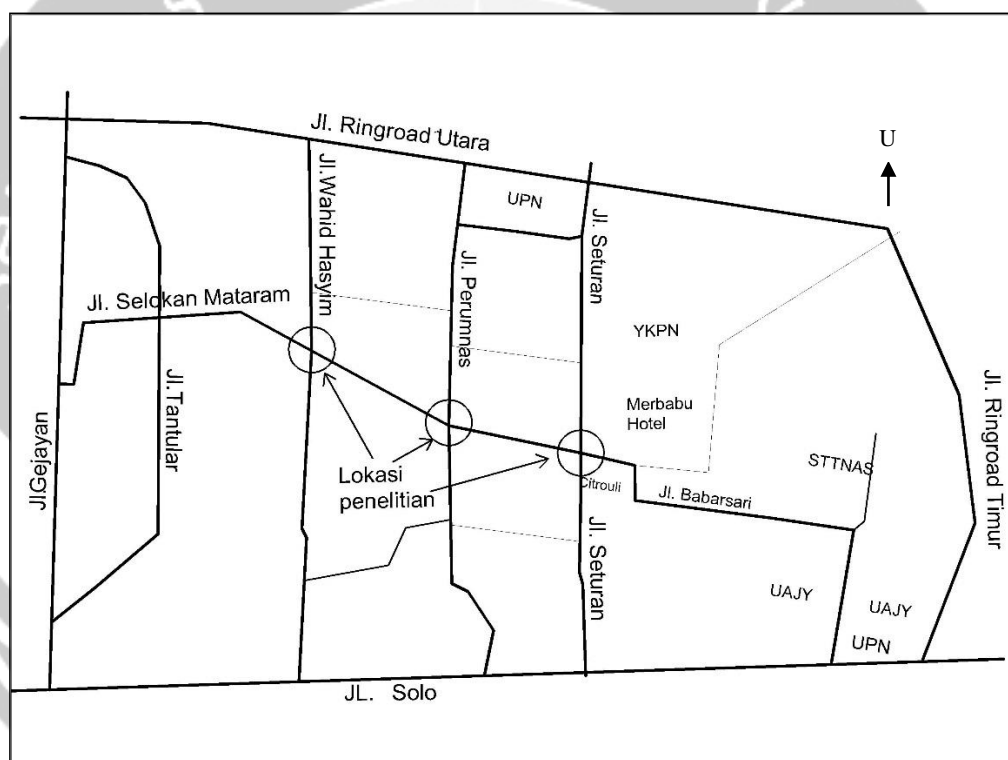 Jl. Ringroad Utara
U
Jl.Wahid Hasyim
UPN
Jl. Seturan
Jl. Perumnas
Jl. Selokan Mataram
YKPN
Jl.Tantular
Merbabu
Hotel
Jl. Ringroad Timur
Jl.Gejayan
Lokasi
penelitian
STTNAS
Citrouli
Jl. Babarsari
Jl. Seturan
UAJY
UAJY
UPN
JL. Solo